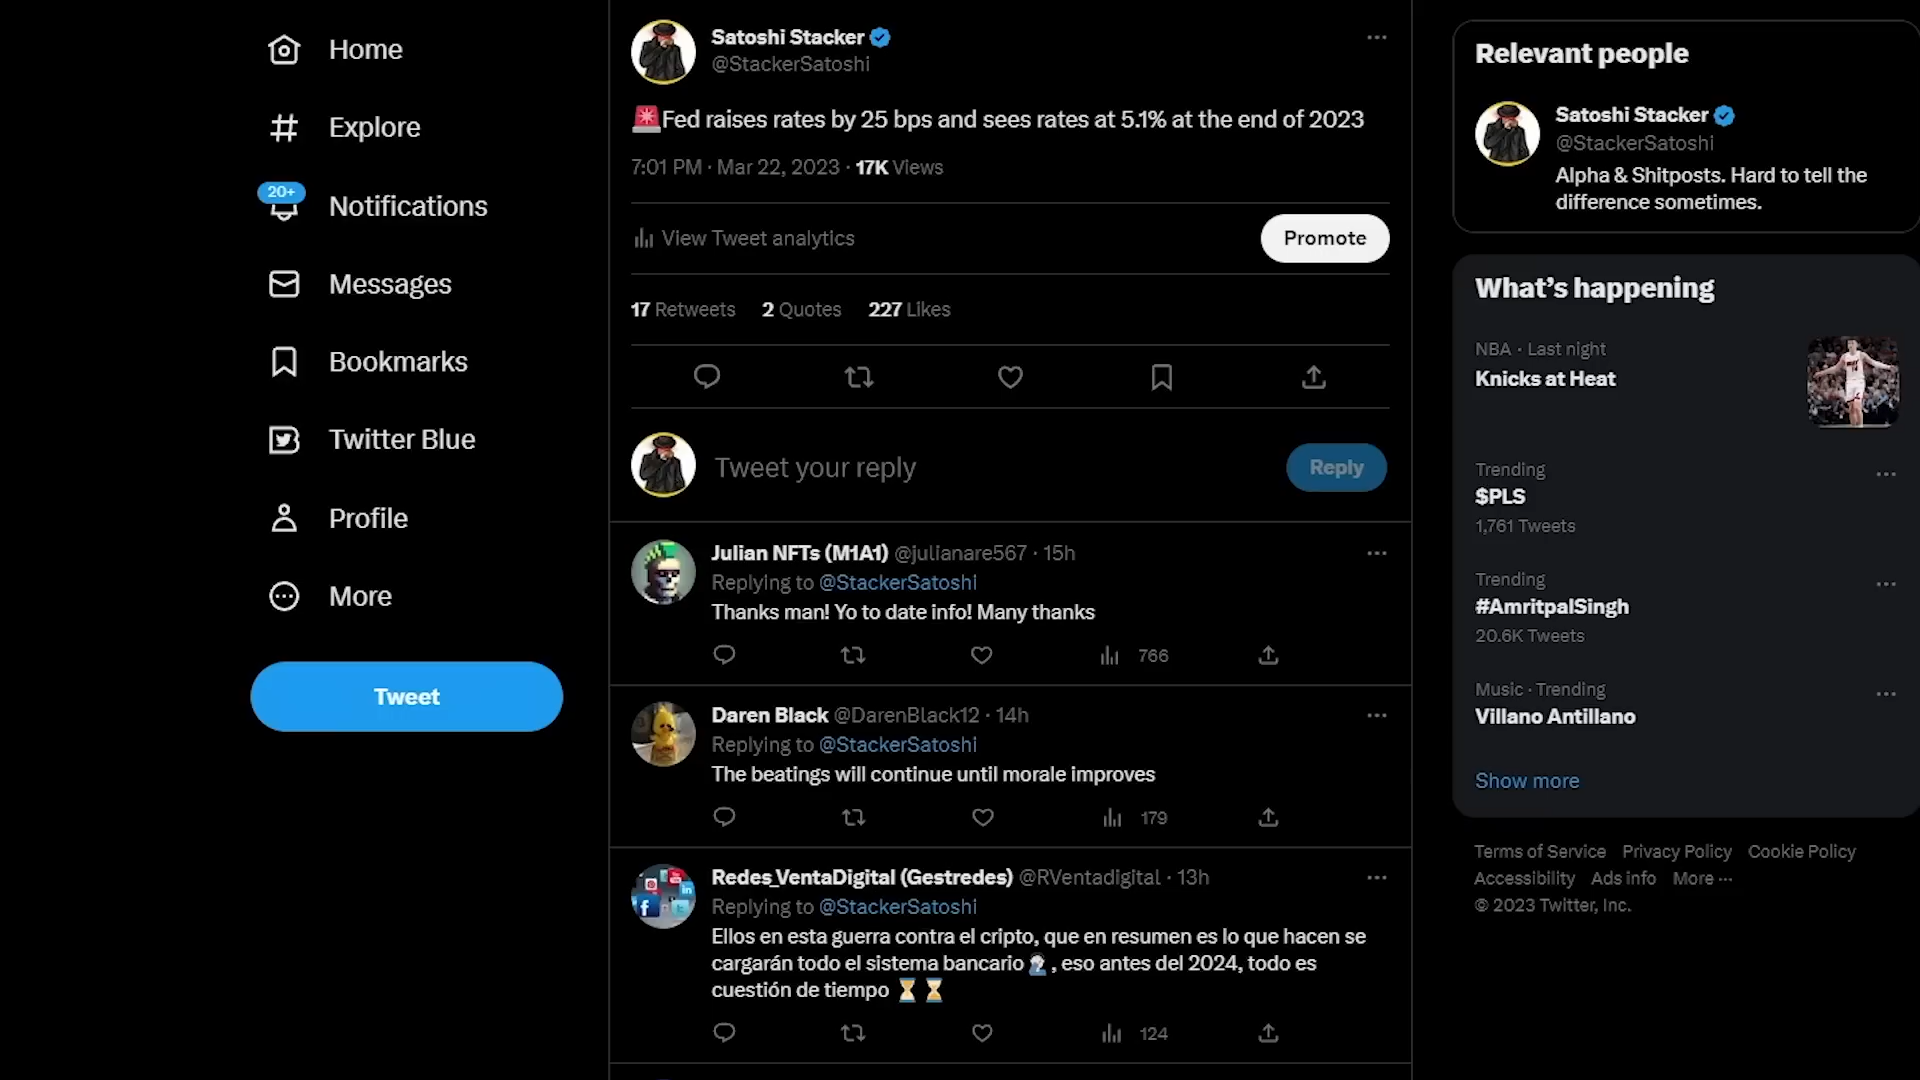 Home
Explore
20+
Notifications
Messages
Bookmarks
Twitter Blue
Profile
More
Tweet
Satoshi Stacker
@StackerSatoshi
🚨Fed raises rates by 25 bps and sees rates at 5.1% at the end of 2023
7:01 PM · Mar 22, 2023 · 17K Views
View Tweet analytics
Promote
17 Retweets 2 Quotes 227 Likes
Tweet your reply
Reply
Julian NFTs (M1A1) @julianare567 · 15h
Replying to @StackerSatoshi
Thanks man! Yo to date info! Many thanks
766
Daren Black @DarenBlack12 · 14h
Replying to @StackerSatoshi
The beatings will continue until morale improves
179
Redes_VentaDigital (Gestredes) @RVentadigital · 13h
Replying to @StackerSatoshi
Ellos en esta guerra contra el cripto, que en resumen es lo que hacen se
cargarán todo el sistema bancario , eso antes del 2024, todo es
cuestión de tiempo ⏳ ⏳
124
Relevant people
Satoshi Stacker
@StackerSatoshi
Alpha & Shitposts. Hard to tell the
difference sometimes.
What’s happening
NBA · Last night
Knicks at Heat
Trending
$PLS
1,761 Tweets
Trending
#AmritpalSingh
20.6K Tweets
Music · Trending
Villano Antillano
Show more
Terms of Service Privacy Policy Cookie Policy
Accessibility Ads info More ···
© 2023 Twitter, Inc.